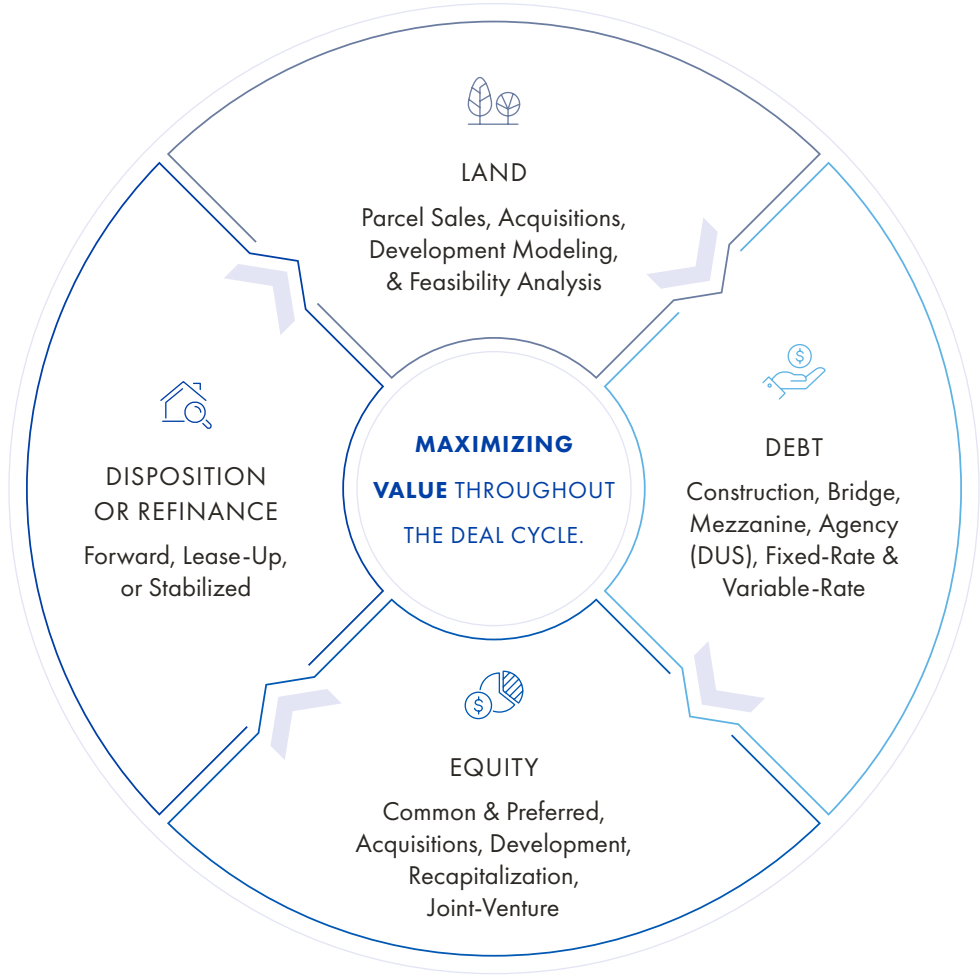 LAND
Parcel Sales, Acquisitions,
Development Modeling,
& Feasibility Analysis
DEBT
Construction, Bridge,
Mezzanine, Agency
(DUS), Fixed-Rate &
Variable-Rate
EQUITY
Common & Preferred,
Acquisitions, Development,
Recapitalization,
Joint-Venture
DISPOSITION
OR REFINANCE
Forward, Lease-Up,
or Stabilized
MAXIMIZING
VALUE THROUGHOUT
THE DEAL CYCLE.
$
$